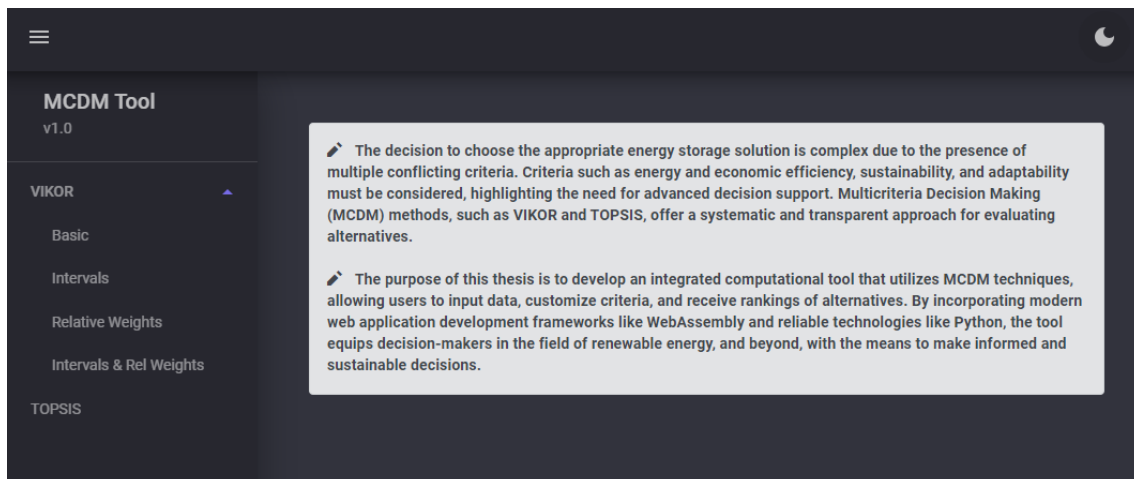 MCDM Tool
v1.0
VIKOR
Basic
Intervals
Relative Weights
Intervals & Rel Weights
TOPSIS
The decision to choose the appropriate energy storage solution is complex due to the presence of
multiple conflicting criteria. Criteria such as energy and economic efficiency, sustainability, and adaptability
must be considered, highlighting the need for advanced decision support. Multicriteria Decision Making
(MCDM) methods, such as VIKOR and TOPSIS, offer a systematic and transparent approach for evaluating
alternatives.
The purpose of this thesis is to develop an integrated computational tool that utilizes MCDM techniques,
allowing users to input data, customize criteria, and receive rankings of alternatives. By incorporating modern
web application development frameworks like WebAssembly and reliable technologies like Python, the tool
equips decision-makers in the field of renewable energy, and beyond, with the means to make informed and
sustainable decisions.